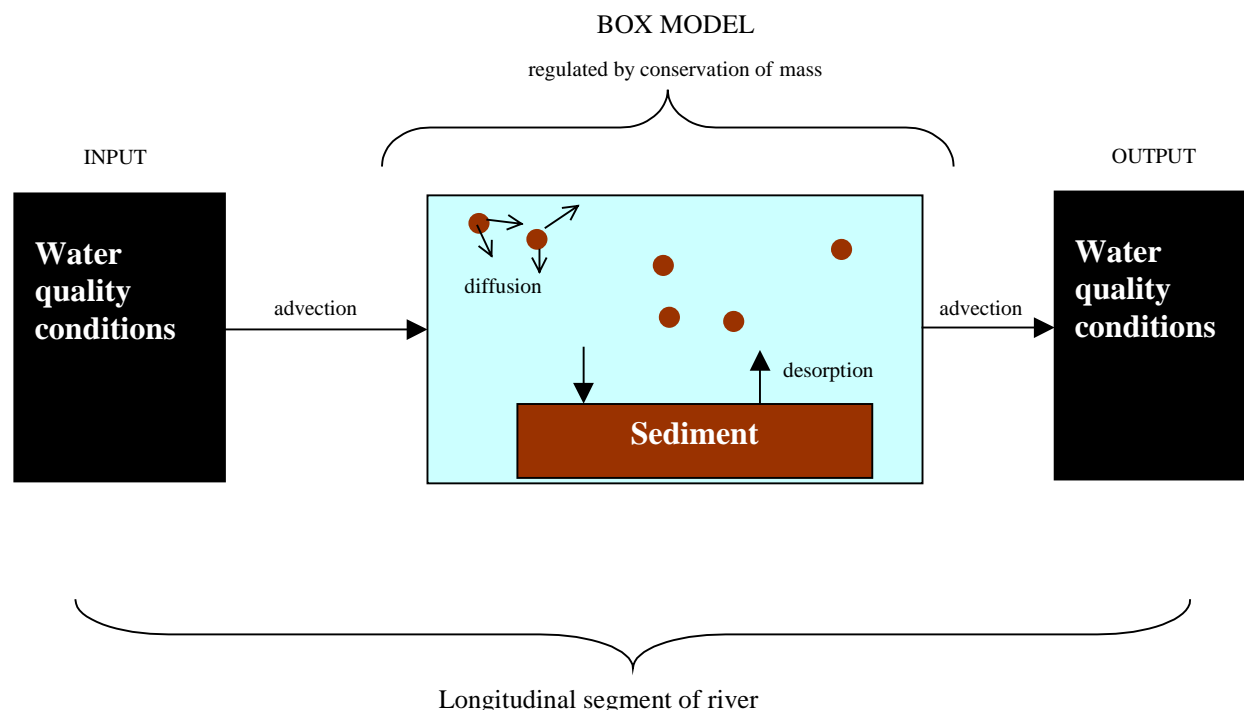 BOX MODEL
regulated by conservation of mass
INPUT
OUTPUT
Water
quality
conditions
advection
diffusion
desorption
Sediment
advection
Water
quality
conditions
Longitudinal segment of river